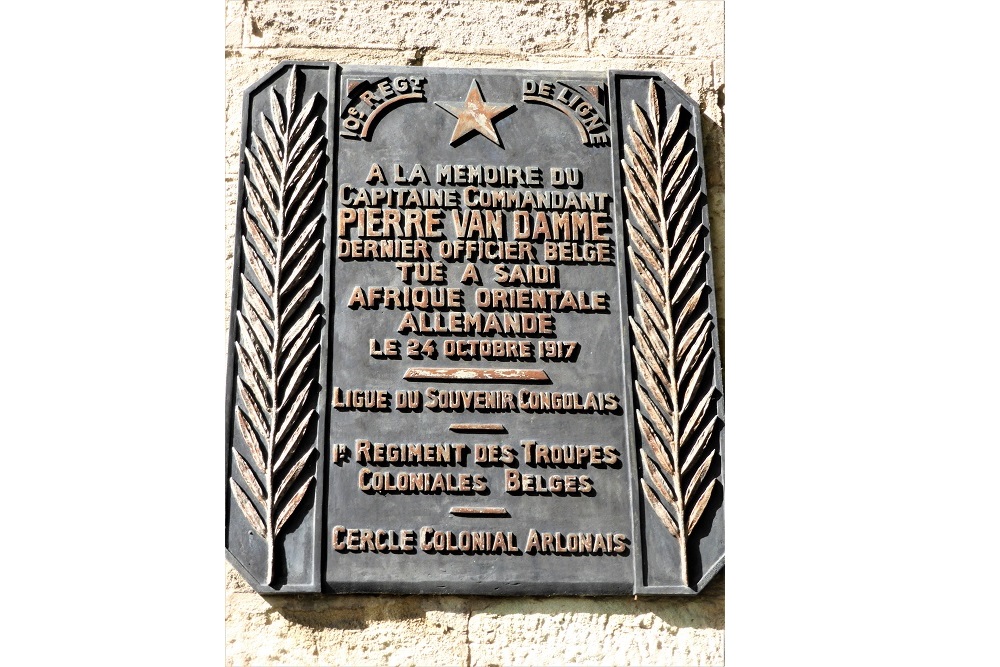 10E REGT DE LIGNE
A LA MEMOIRE DU
CAPITAINE COMMANDANT
PIERRE VAN DAMME
DERNIER OFFICIER BELGE
TUÉ A SAIDI
AFRIQUE ORIENTALE
ALLEMANDE
LE 24 OCTOBRE 1917
LIGUE DU SOUVENIR CONGOLAIS
1R REGIMENT DES TROUPES
COLONIALES BELGES
CERCLE COLONIAL ARLONAIS